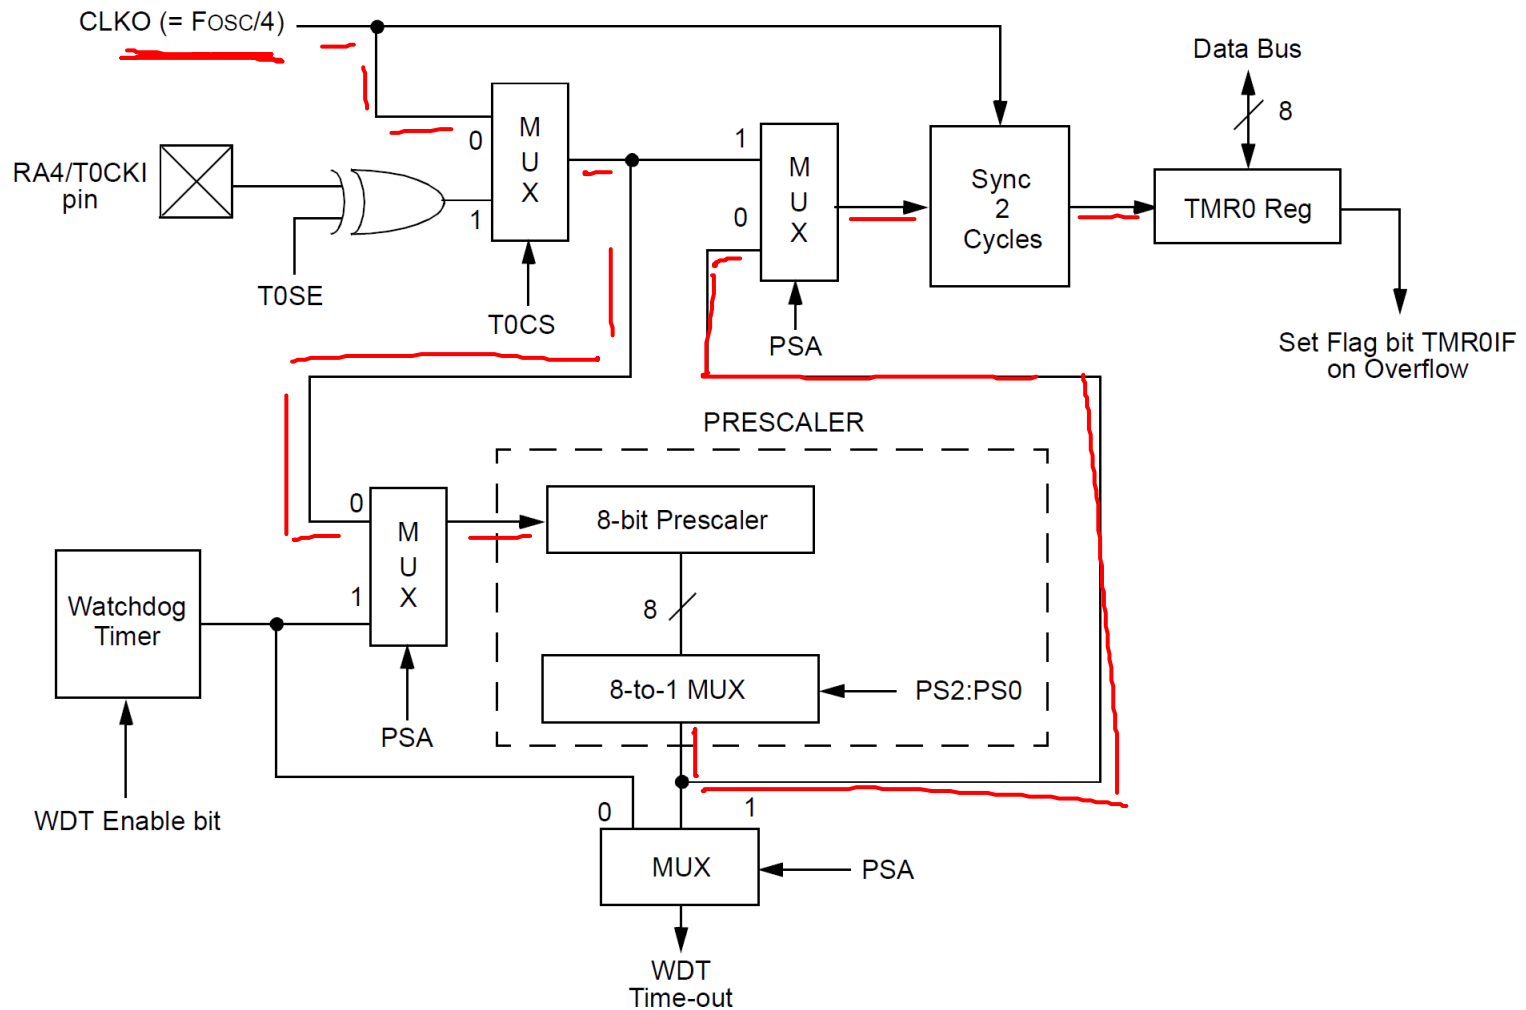 CLKO (= FOSC/4)
Data Bus
8
M
U
X
0
1
RA4/T0CKI
pin
T0SE
T0CS
1
0
M
U
X
PSA
Sync
2
Cycles
TMR0 Reg
Set Flag bit TMR0IF
on Overflow
PRESCALER
0
M
U
X
1
8-bit Prescaler
8
Watchdog
Timer
8-to-1 MUX
PS2:PS0
PSA
WDT Enable bit
0
1
MUX
PSA
WDT
Time-out